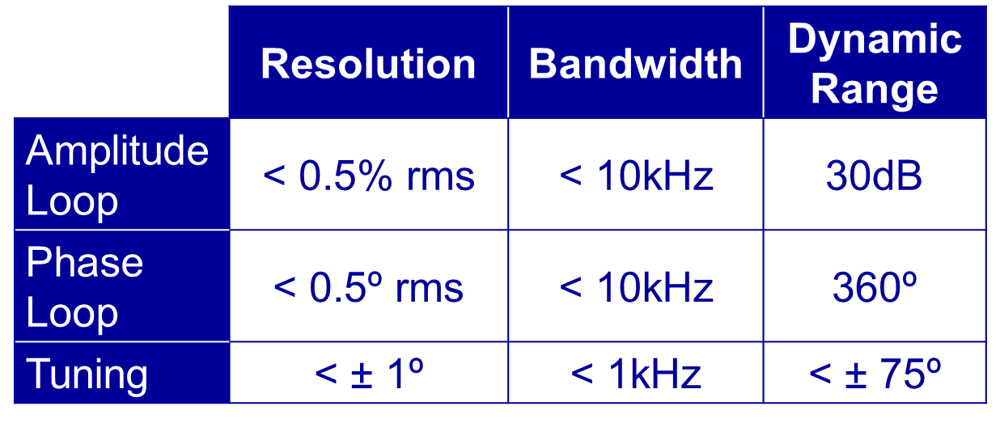 Resolution Bandwidth Dynamic Range
Amplitude Loop < 0.5% rms < 10kHz 30dB
Phase Loop < 0.5º rms < 10kHz 360º
Tuning < ± 1º < 1kHz < ± 75º